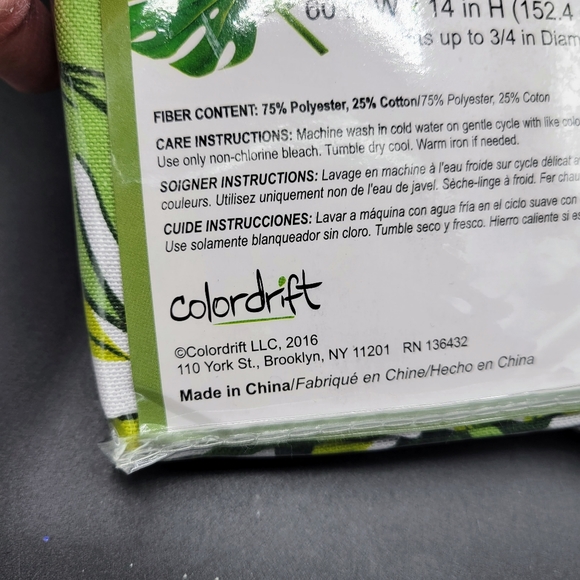 60 W 14 in H (152.4
up to 3/4 in Diam
FIBER CONTENT: 75% Polyester, 25% Cotton/75% Polyester, 25% Coton
CARE INSTRUCTIONS: Machine wash in cold water on gentle cycle with like colo
Use only non-chlorine bleach. Tumble dry cool. Warm iron if needed.
SOIGNER INSTRUCTIONS: Lavage en machine à l'eau froide sur cycle délicat a
couleurs. Utilisez uniquement non de l'eau de javel. Séche-linge à froid. Fer chau
CUIDE INSTRUCCIONES: Lavar a máquina con agua fría en el ciclo suave con
Use solamente blanqueador sin cloro. Tumble seco y fresco. Hierro caliente si es
colordrift
©Colordrift LLC, 2016
110 York St., Brooklyn, NY 11201 RN 136432
Made in China/Fabriqué en Chine/Hecho en China